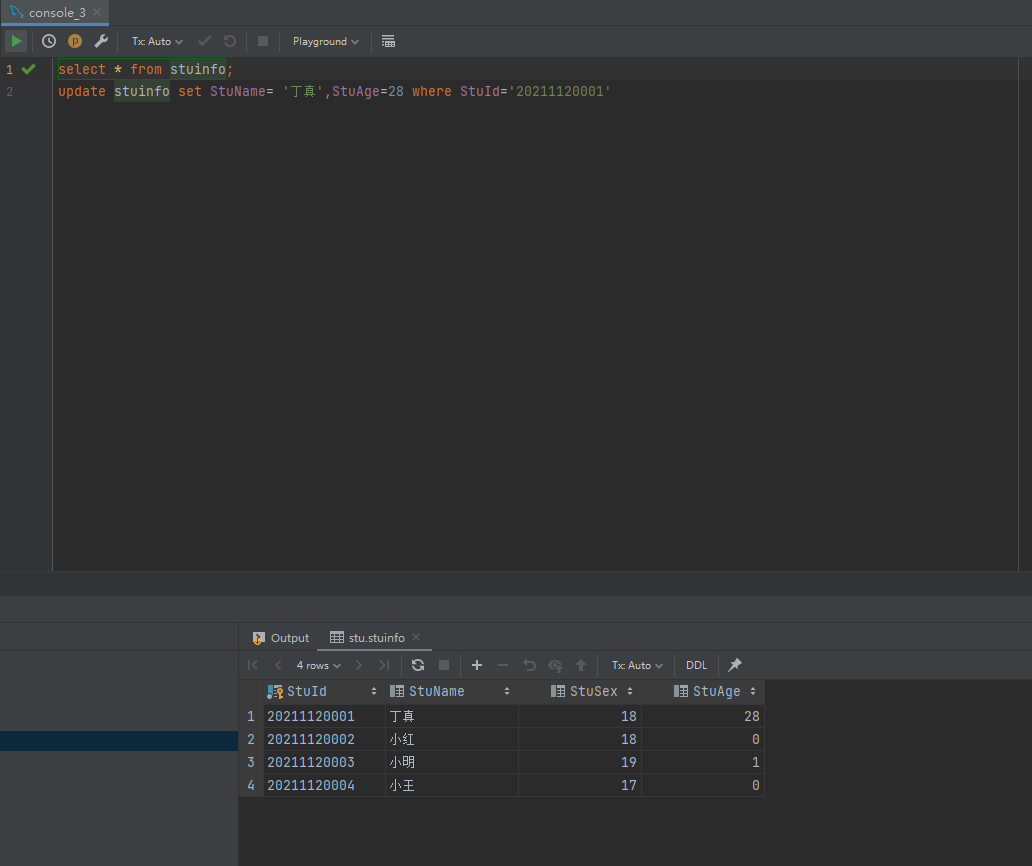 console_3
Tx: Auto Playground
1 select * from stuinfo;
2 update stuinfo set StuName= '丁真',StuAge=28 where StuId='20211120001'
Output stu.stuinfo
4 rows Tx: Auto DDL
StuId StuName StuSex StuAge
1 20211120001 丁真 18 28
2 20211120002 小红 18 0
3 20211120003 小明 19 1
4 20211120004 小王 17 0